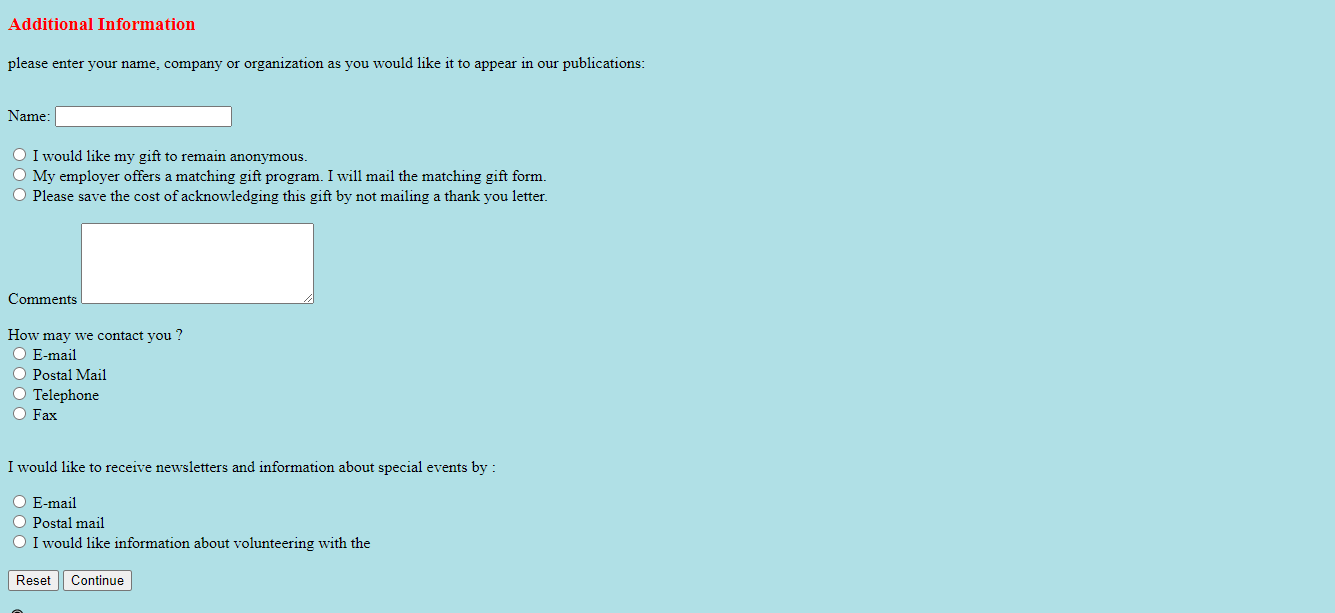 Additional Information
please enter your name, company or organization as you would like it to appear in our publications:
Name:
I would like my gift to remain anonymous.
My employer offers a matching gift program. I will mail the matching gift form.
Please save the cost of acknowledging this gift by not mailing a thank you letter.
Comments
How may we contact you ?
E-mail
Postal Mail
Telephone
Fax
I would like to receive newsletters and information about special events by :
E-mail
Postal mail
I would like information about volunteering with the
Reset Continue